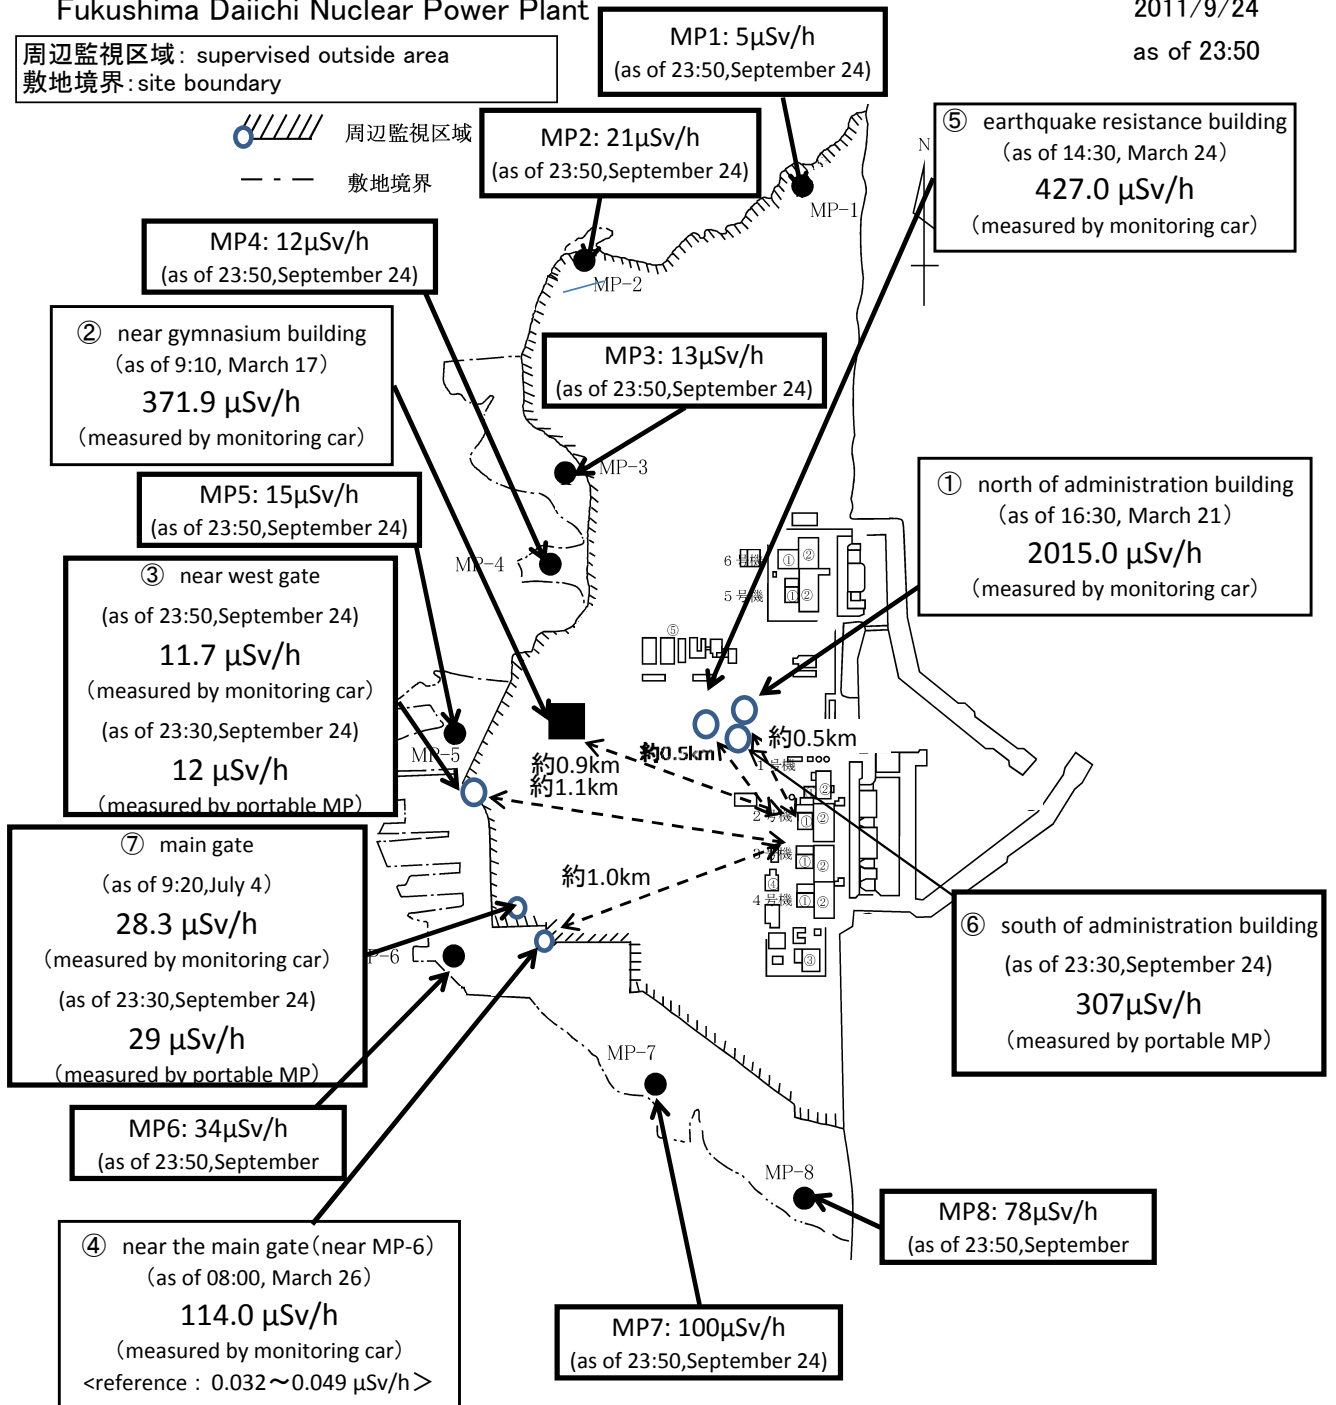 Fukushima Daiichi Nuclear Power Plant
2011/9/24
as of 23:50
周辺監視区域: supervised outside area
敷地境界:site boundary
周辺監視区域
敷地境界
MP1: 5μSv/h
(as of 23:50,September 24)
MP2: 21μSv/h
(as of 23:50,September 24)
⑤ earthquake resistance building
(as of 14:30, March 24)
427.0 μSv/h
(measured by monitoring car)
N
MP-1
MP4: 12μSv/h
(as of 23:50,September 24)
MP-2
② near gymnasium building
(as of 9:10, March 17)
371.9 μSv/h
(measured by monitoring car)
MP3: 13μSv/h
(as of 23:50,September 24)
MP-3
MP5: 15μSv/h
(as of 23:50,September 24)
① north of administration building
(as of 16:30, March 21)
2015.0 μSv/h
(measured by monitoring car)
MP-4
③ near west gate
(as of 23:50,September 24)
11.7 μSv/h
(measured by monitoring car)
(as of 23:30,September 24)
12 μSv/h
(measured by portable MP)
6号機
① ②
5号機
① ②
⑤
MP-5
約0.9km
約1.1km
約0.5km
約0.5km
1号機
②
2号機
① ②
3号機
① ②
④
4号機
① ②
③
約1.0km
⑦ main gate
(as of 9:20,July 4)
28.3 μSv/h
(measured by monitoring car)
(as of 23:30,September 24)
29 μSv/h
(measured by portable MP)
P-6
⑥ south of administration building
(as of 23:30,September 24)
307μSv/h
(measured by portable MP)
MP-7
MP6: 34μSv/h
(as of 23:50,September
MP-8
MP8: 78μSv/h
(as of 23:50,September
④ near the main gate(near MP-6)
(as of 08:00, March 26)
114.0 μSv/h
(measured by monitoring car)
<reference : 0.032～0.049 μSv/h>
MP7: 100μSv/h
(as of 23:50,September 24)